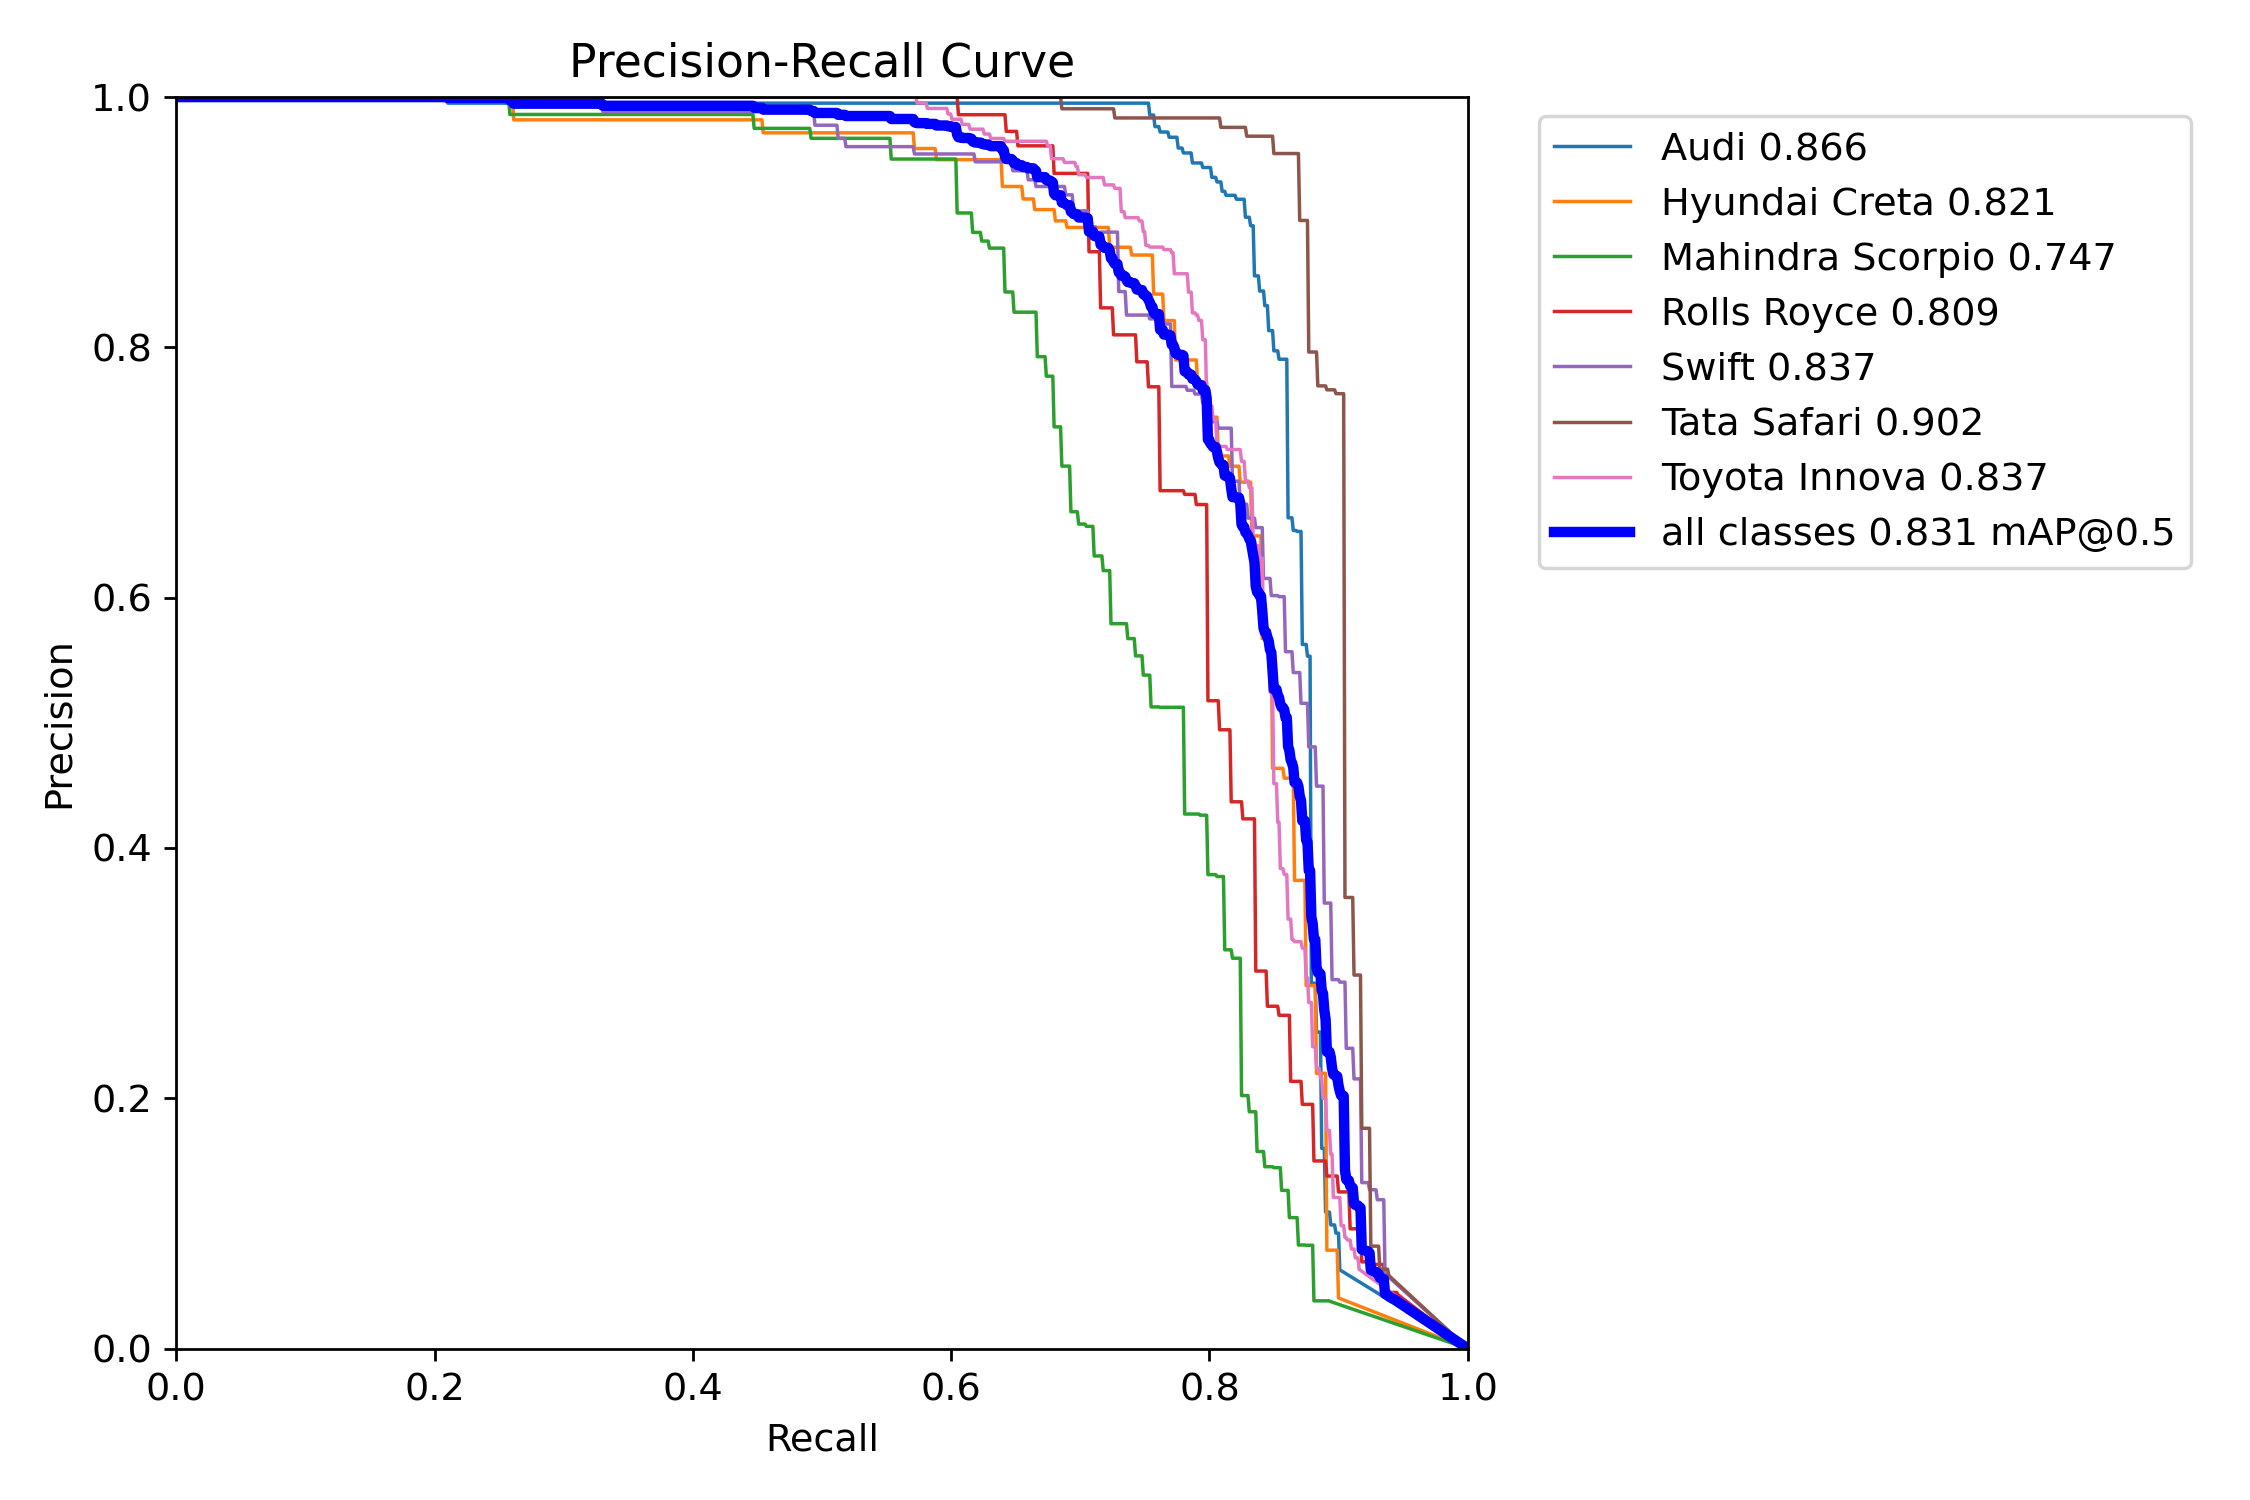 Precision-Recall Curve
1.0
0.8
0.6
0.4
0.2
0.0
Precision
0.0 0.2 0.4 0.6 0.8 1.0
Recall
Audi 0.866
Hyundai Creta 0.821
Mahindra Scorpio 0.747
Rolls Royce 0.809
Swift 0.837
Tata Safari 0.902
Toyota Innova 0.837
all classes 0.831 mAP@0.5